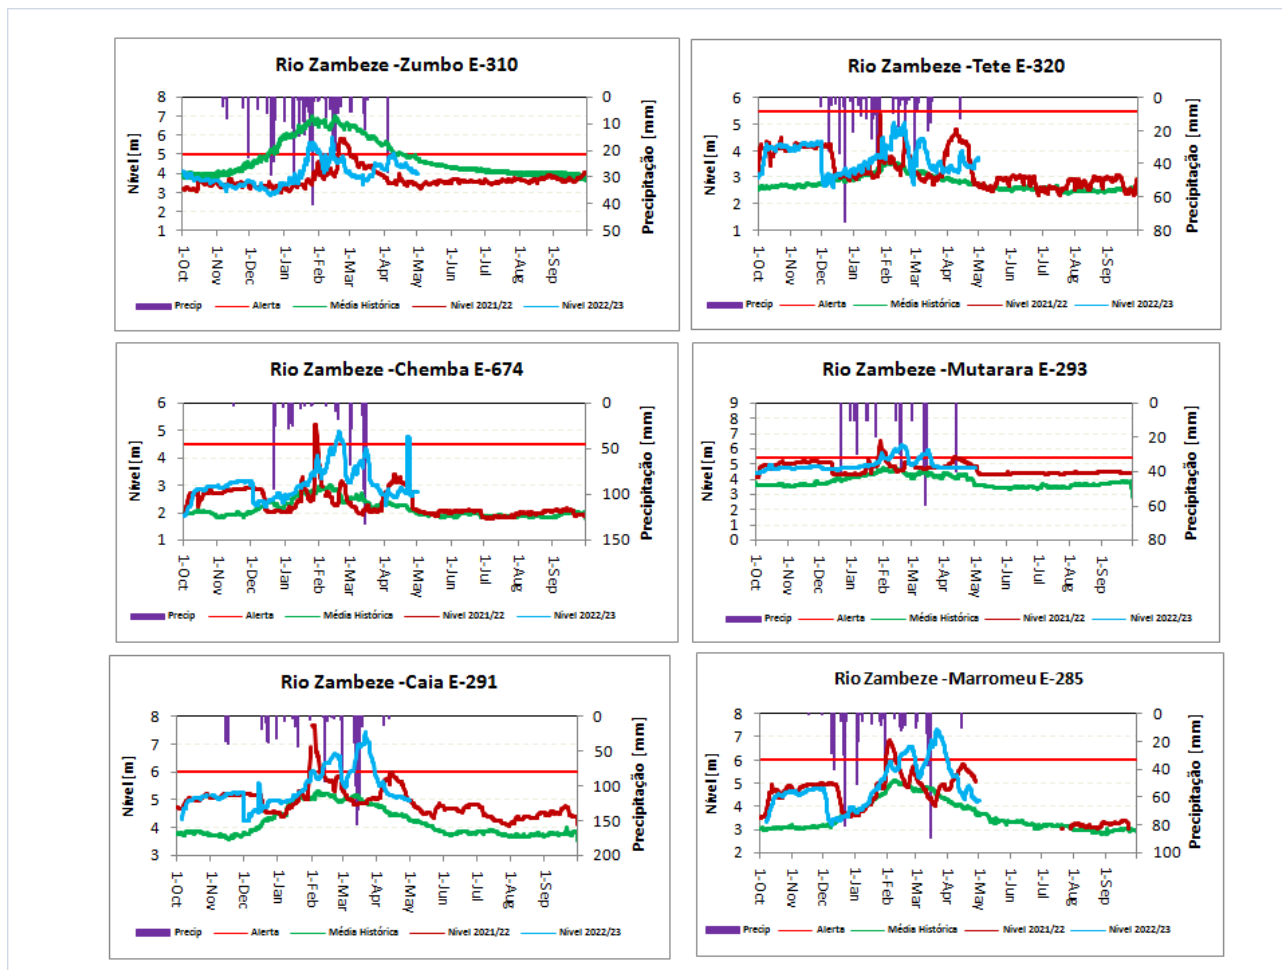 Rio Zambeze -Zumbo E-310
Nível [m]
8
7
6
5
4
3
2
1
0
10
20
30
40
50
Precipitação [mm]
1-Oct
1-Nov
1-Dec
1-Jan
1-Feb
1-Mar
1-Apr
1-May
1-Jun
1-Jul
1-Aug
1-Sep
Precip Alerta Média Histórica Nivel 2021/22 Nivel 2022/23
Rio Zambeze -Tete E-320
Nível [m]
6
5
4
3
2
1
0
20
40
60
80
Precipitação [mm]
1-Oct
1-Nov
1-Dec
1-Jan
1-Feb
1-Mar
1-Apr
1-May
1-Jun
1-Jul
1-Aug
1-Sep
Precip Alerta Média Histórica Nivel 2021/22 Nivel 2022/23
Rio Zambeze -Chemba E-674
Nível [m]
6
5
4
3
2
1
0
50
100
150
Precipitação [mm]
1-Oct
1-Nov
1-Dec
1-Jan
1-Feb
1-Mar
1-Apr
1-May
1-Jun
1-Jul
1-Aug
1-Sep
Precip Alerta Média Histórica Nivel 2021/22 Nivel 2022/23
Rio Zambeze -Mutarara E-293
Nível [m]
9
8
7
6
5
4
3
2
1
0
0
20
40
60
80
Precipitação [mm]
1-Oct
1-Nov
1-Dec
1-Jan
1-Feb
1-Mar
1-Apr
1-May
1-Jun
1-Jul
1-Aug
1-Sep
Precip Alerta Média Histórica Nivel 2021/22 Nivel 2022/23
Rio Zambeze -Caia E-291
Nível [m]
8
7
6
5
4
3
0
50
100
150
200
Precipitação [mm]
1-Oct
1-Nov
1-Dec
1-Jan
1-Feb
1-Mar
1-Apr
1-May
1-Jun
1-Jul
1-Aug
1-Sep
Precip Alerta Média Histórica Nivel 2021/22 Nivel 2022/23
Rio Zambeze -Marromeu E-285
Nível [m]
8
7
6
5
4
3
2
0
20
40
60
80
100
Precipitação [mm]
1-Oct
1-Nov
1-Dec
1-Jan
1-Feb
1-Mar
1-Apr
1-May
1-Jun
1-Jul
1-Aug
1-Sep
Precip Alerta Média Histórica Nivel 2021/22 Nivel 2022/23